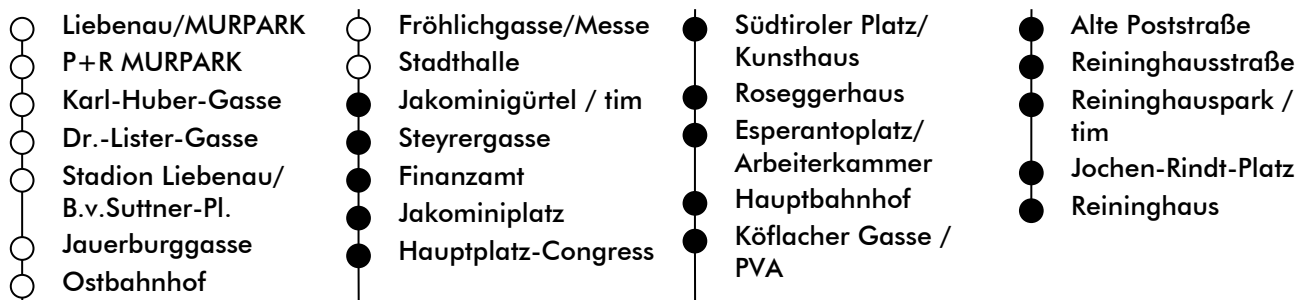 Liebenau/MURPARK
P+R MURPARK
Karl-Huber-Gasse
Dr.-Lister-Gasse
Stadion Liebenau/
B.v.Suttner-Pl.
Jauerburggasse
Ostbahnhof
Fröhlichgasse/Messe
Stadthalle
Jakominigürtel / tim
Steyrergasse
Finanzamt
Jakominiplatz
Hauptplatz-Congress
Südtiroler Platz/
Kunsthaus
Roseggerhaus
Esperantoplatz/
Arbeiterkammer
Hauptbahnhof
Köflacher Gasse /
PVA
Alte Poststraße
Reininghausstraße
Reininghauspark /
tim
Jochen-Rindt-Platz
Reininghaus